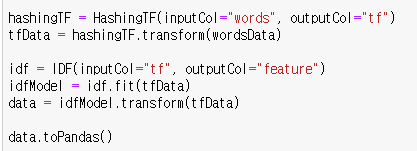 hashingTF = HashingTF(inputCol="words", outputCol="tf")
tfData = hashingTF.transform(wordsData)
idf = IDF(inputCol="tf", outputCol="feature")
idfModel = idf.fit(tfData)
data = idfModel.transform(tfData)
data.toPandas()